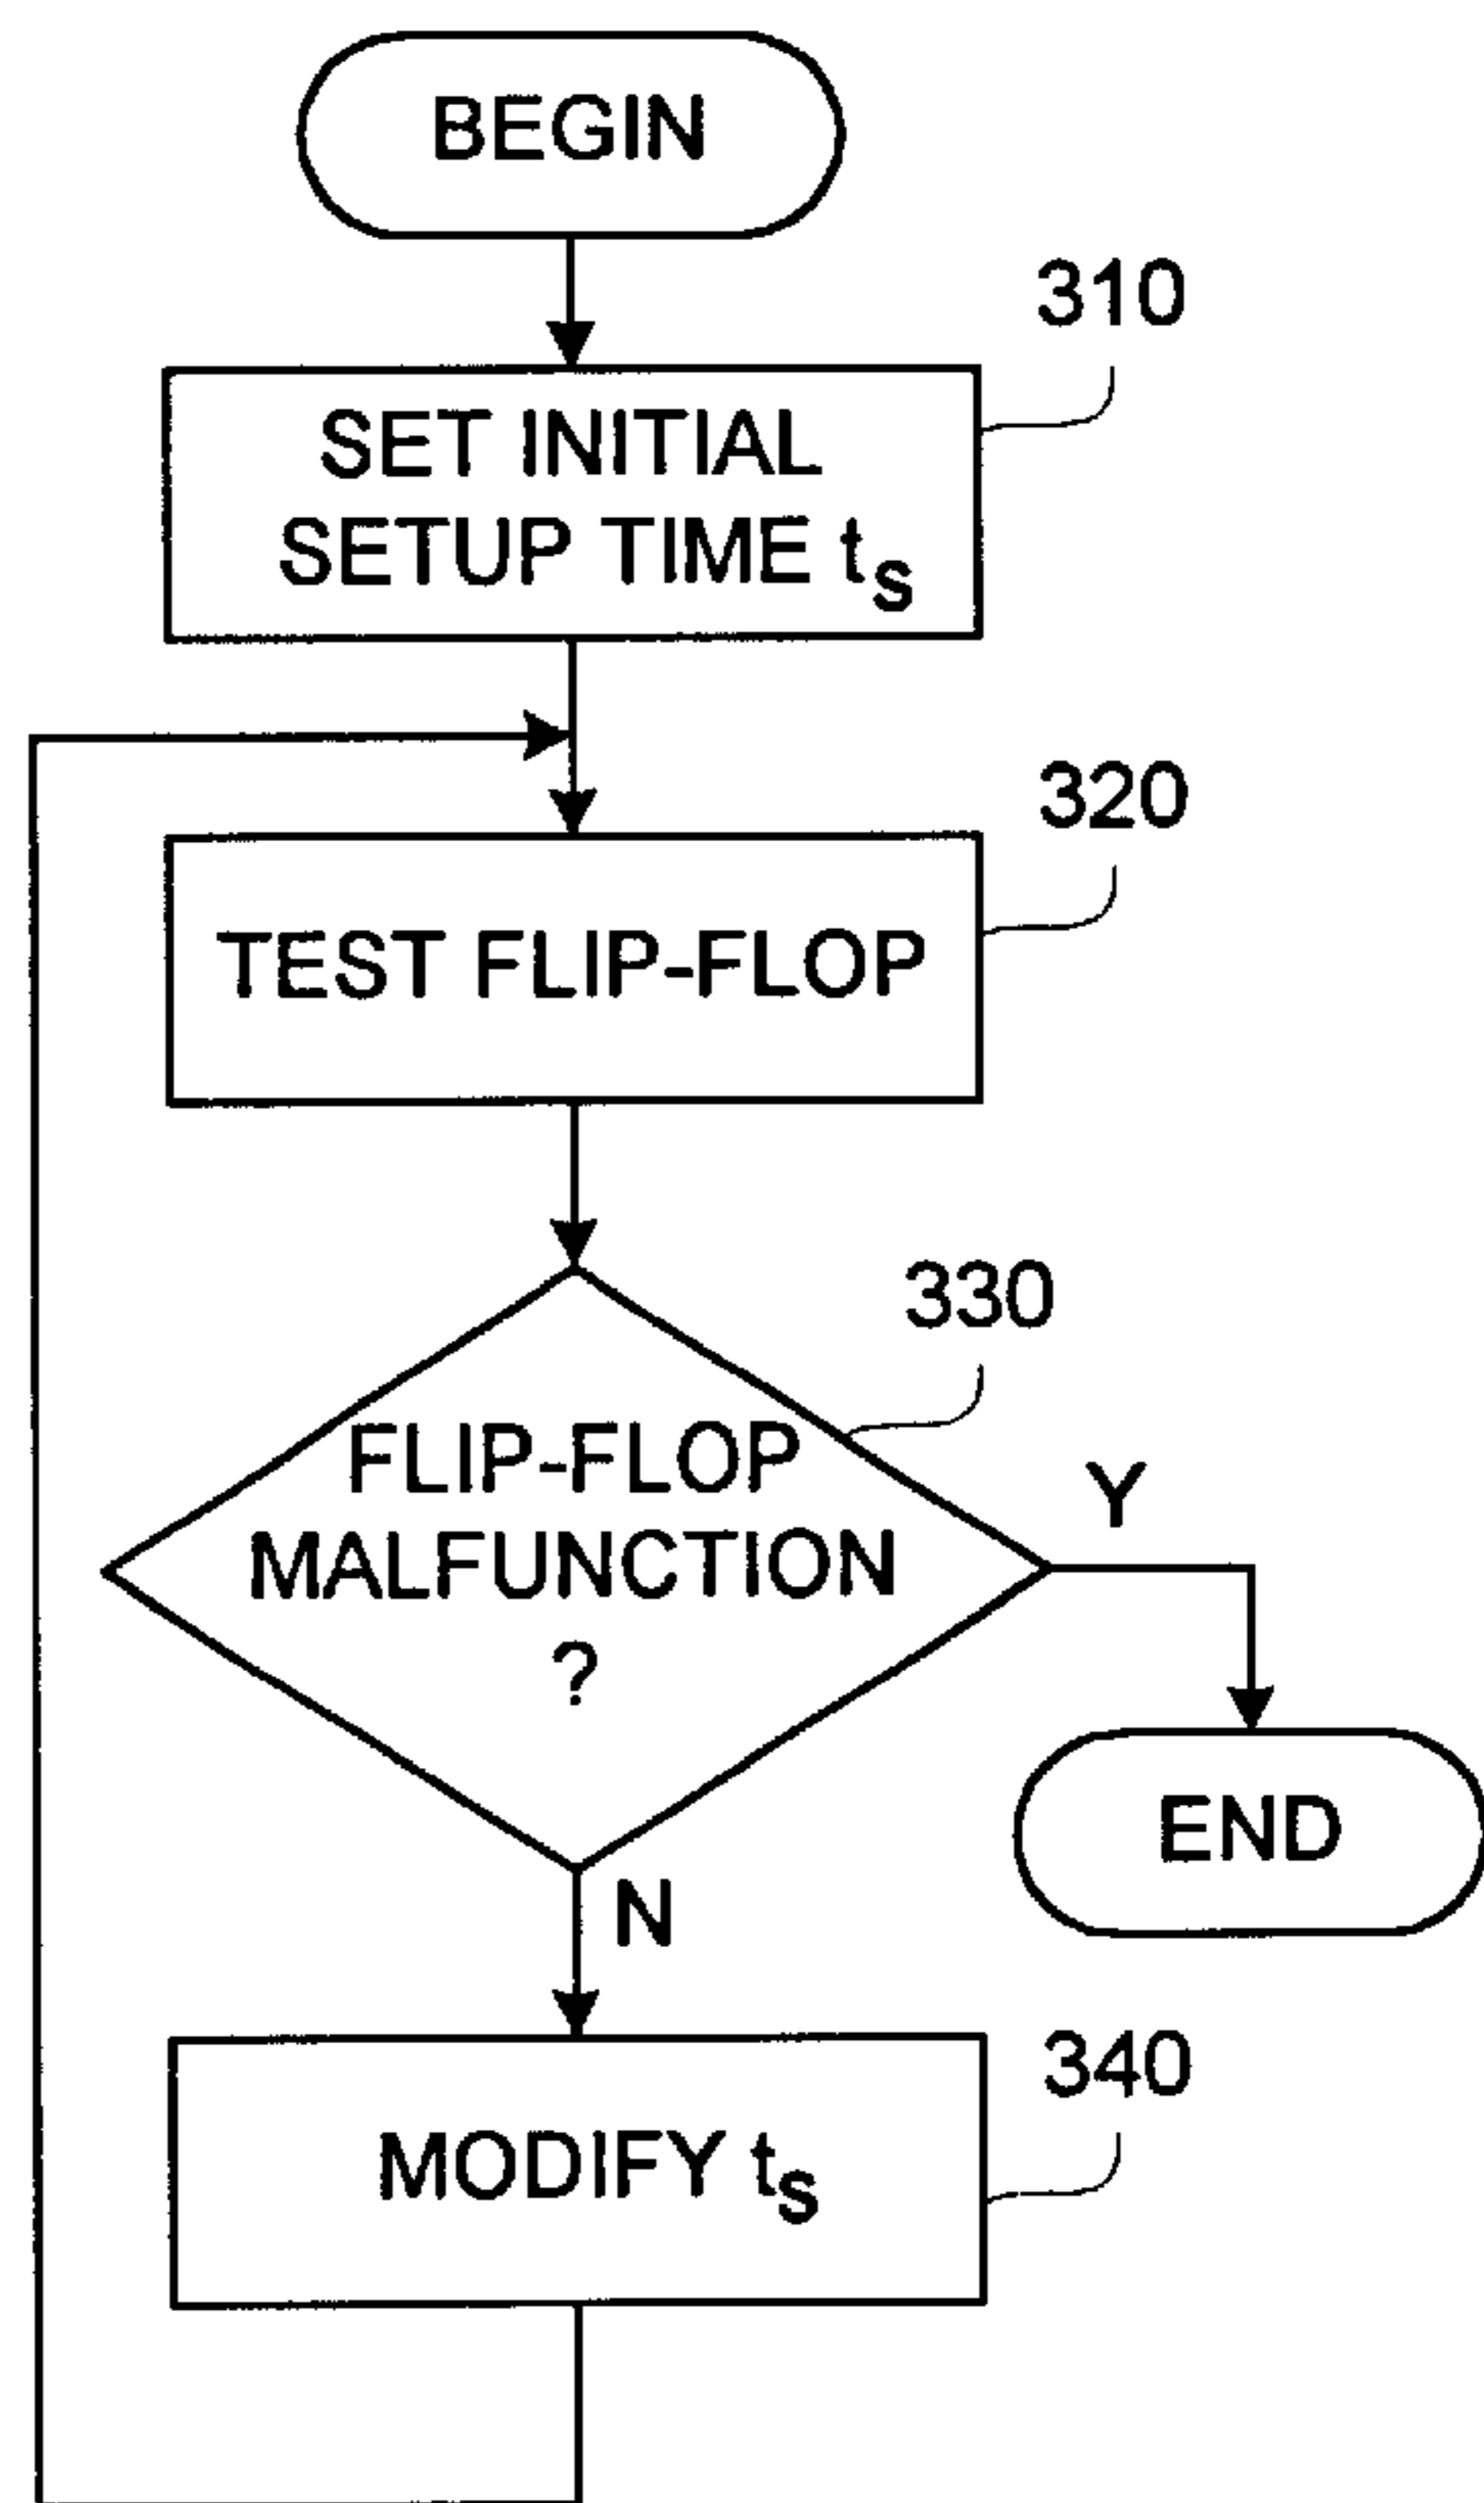 BEGIN
310
SET INITIAL
SETUP TIME ts
320
TEST FLIP-FLOP
330
FLIP-FLOP
MALFUNCTION
?
Y
END
N
340
MODIFY ts